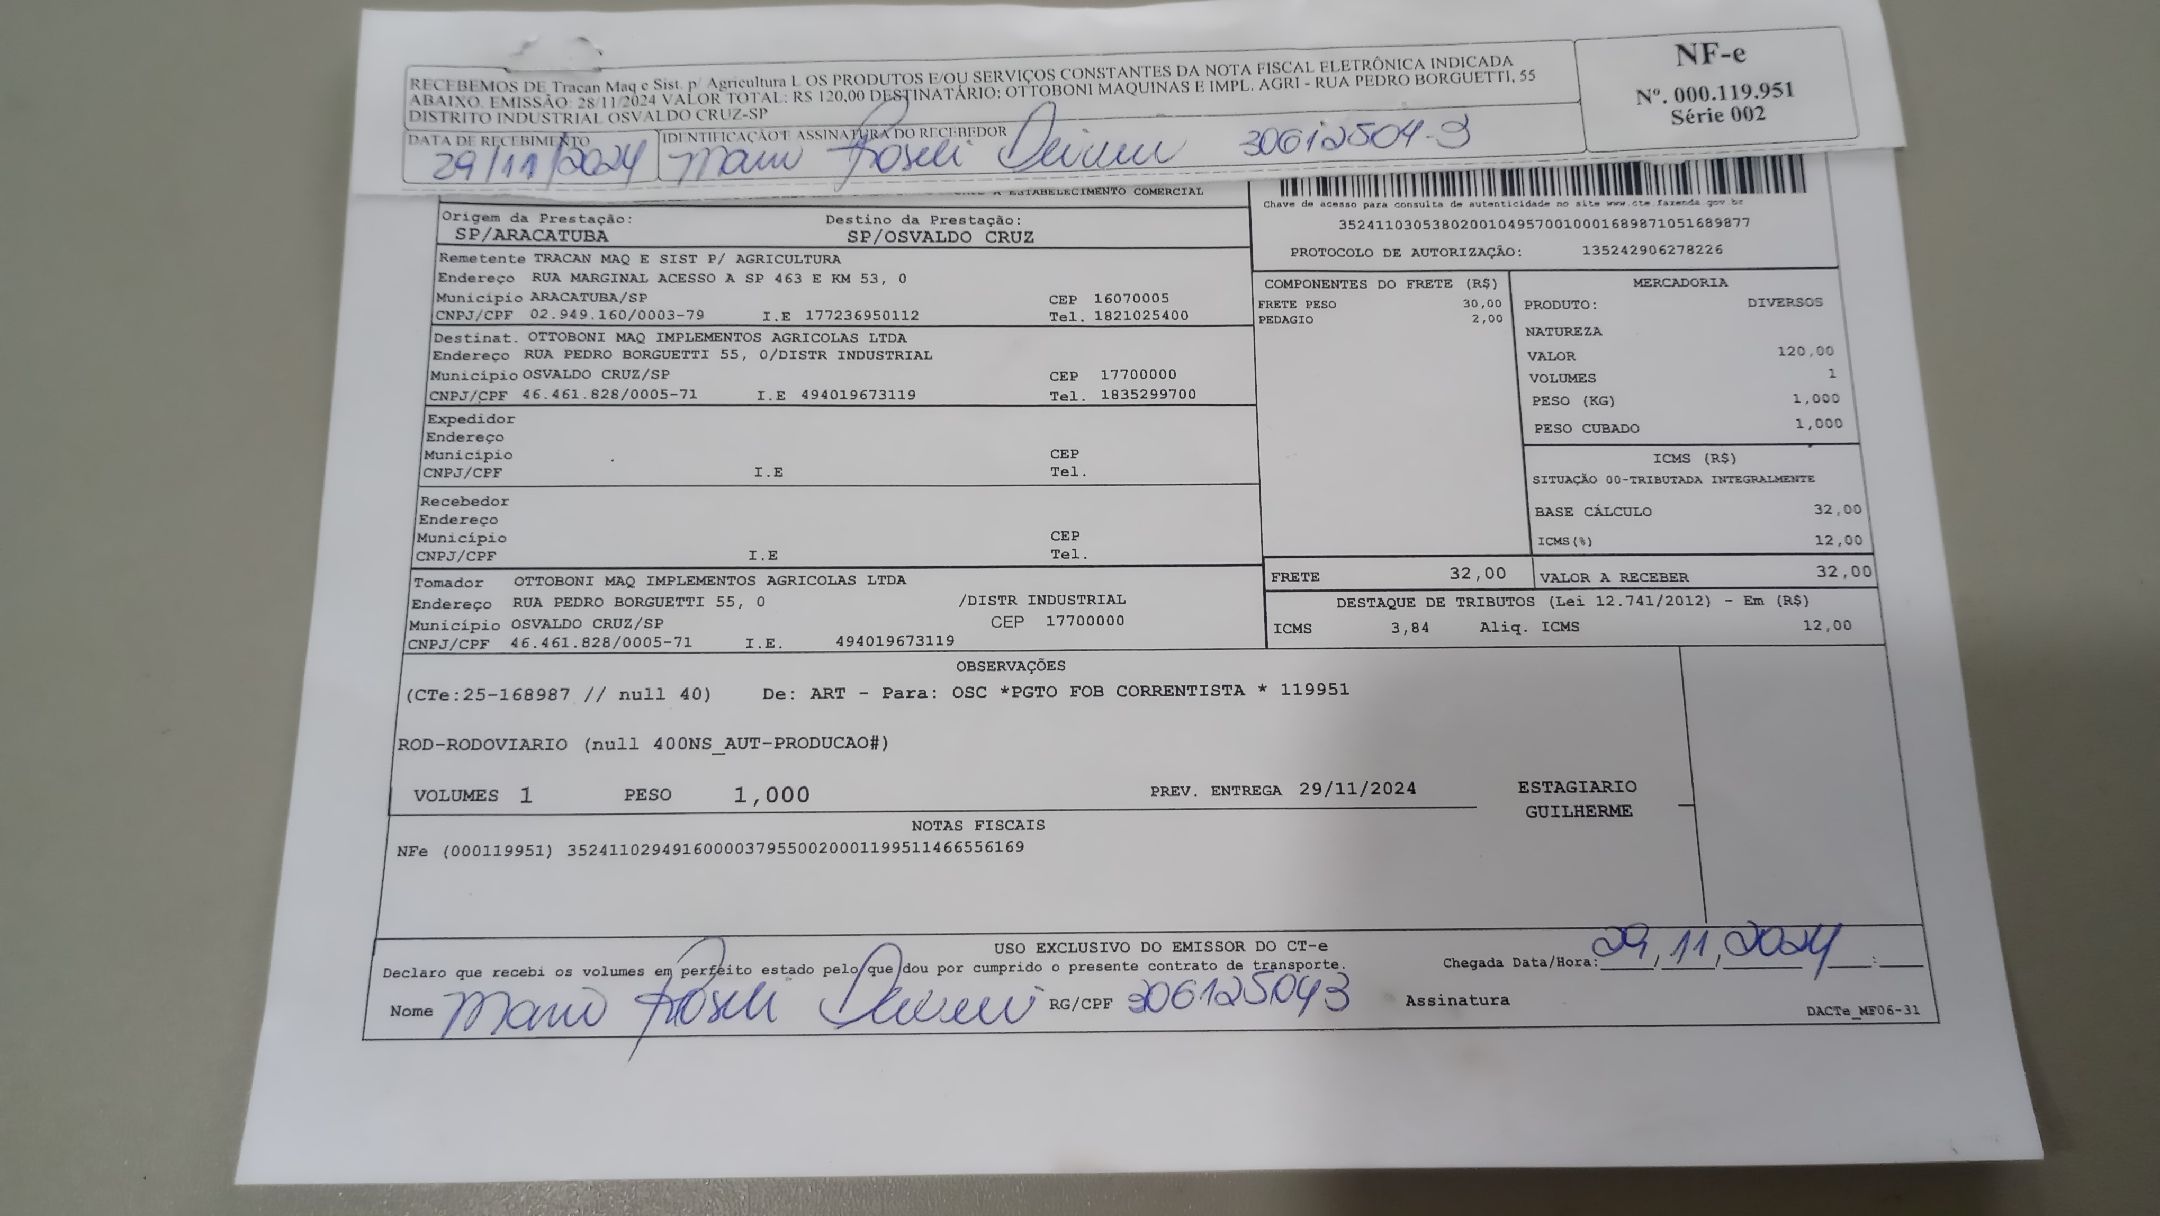 RECEBEMOS DE Tracan Maq e Sist. p/ Agricultura L OS PRODUTOS E/OU SERVIÇOS CONSTANTES DA NOTA FISCAL ELETRÔNICA INDICADA
ABAIXO. EMISSÃO: 28/11/2024 VALOR TOTAL: R$ 120,00 DESTINATÁRIO: OTTOBONI MAQUINAS E IMPL. AGRI - RUA PEDRO BORGUETTI, 55
DISTRITO INDUSTRIAL OSVALDO CRUZ-SP
NF-e
Nº. 000.119.951
Série 002
DATA DE RECEBIMENTO
29/11/2024
IDENTIFICAÇÃO E ASSINATURA DO RECEBEDOR
30612504-3
A ESTABELECIMENTO COMERCIAL
Origem da Prestação: Destino da Prestação:
SP/ARACATUBA SP/OSVALDO CRUZ
Chave de acesso para consulta de autenticidade no site www.cte.fazenda.gov.br
35241103053802001049570010001689871051689877
PROTOCOLO DE AUTORIZAÇÃO: 135242906278226
Remetente TRACAN MAQ E SIST P/ AGRICULTURA
Endereço RUA MARGINAL ACESSO A SP 463 E KM 53, 0
Município ARACATUBA/SP CEP 16070005
CNPJ/CPF 02.949.160/0003-79 I.E 177236950112 Tel. 1821025400
Destinat. OTTOBONI MAQ IMPLEMENTOS AGRICOLAS LTDA
Endereço RUA PEDRO BORGUETTI 55, 0/DISTR INDUSTRIAL
Município OSVALDO CRUZ/SP CEP 17700000
CNPJ/CPF 46.461.828/0005-71 I.E 494019673119 Tel. 1835299700
Expedidor
Endereço
Município CEP
CNPJ/CPF I.E Tel.
Recebedor
Endereço
Município CEP
CNPJ/CPF I.E Tel.
Tomador OTTOBONI MAQ IMPLEMENTOS AGRICOLAS LTDA
Endereço RUA PEDRO BORGUETTI 55, 0 /DISTR INDUSTRIAL
Município OSVALDO CRUZ/SP CEP 17700000
CNPJ/CPF 46.461.828/0005-71 I.E. 494019673119
COMPONENTES DO FRETE (R$)
FRETE PESO 30,00
PEDAGIO 2,00
MERCADORIA
PRODUTO: DIVERSOS
NATUREZA
VALOR 120,00
VOLUMES 1
PESO (KG) 1,000
PESO CUBADO 1,000
ICMS (R$)
SITUAÇÃO 00-TRIBUTADA INTEGRALMENTE
BASE CÁLCULO 32,00
ICMS(%) 12,00
FRETE 32,00 VALOR A RECEBER 32,00
DESTAQUE DE TRIBUTOS (Lei 12.741/2012) - Em (R$)
ICMS 3,84 Aliq. ICMS 12,00
OBSERVAÇÕES
(CTe:25-168987 // null 40) De: ART - Para: OSC *PGTO FOB CORRENTISTA * 119951
ROD-RODOVIARIO (null 400NS_AUT-PRODUCAO#)
VOLUMES 1 PESO 1,000 PREV. ENTREGA 29/11/2024
ESTAGIARIO
GUILHERME
NOTAS FISCAIS
NFe (000119951) 35241102949160000379550020001199511466556169
USO EXCLUSIVO DO EMISSOR DO CT-e
Declaro que recebi os volumes em perfeito estado pelo que dou por cumprido o presente contrato de transporte.
Chegada Data/Hora: 29/11/2024
Nome RG/CPF 306125043 Assinatura
DACTe_MF06-31